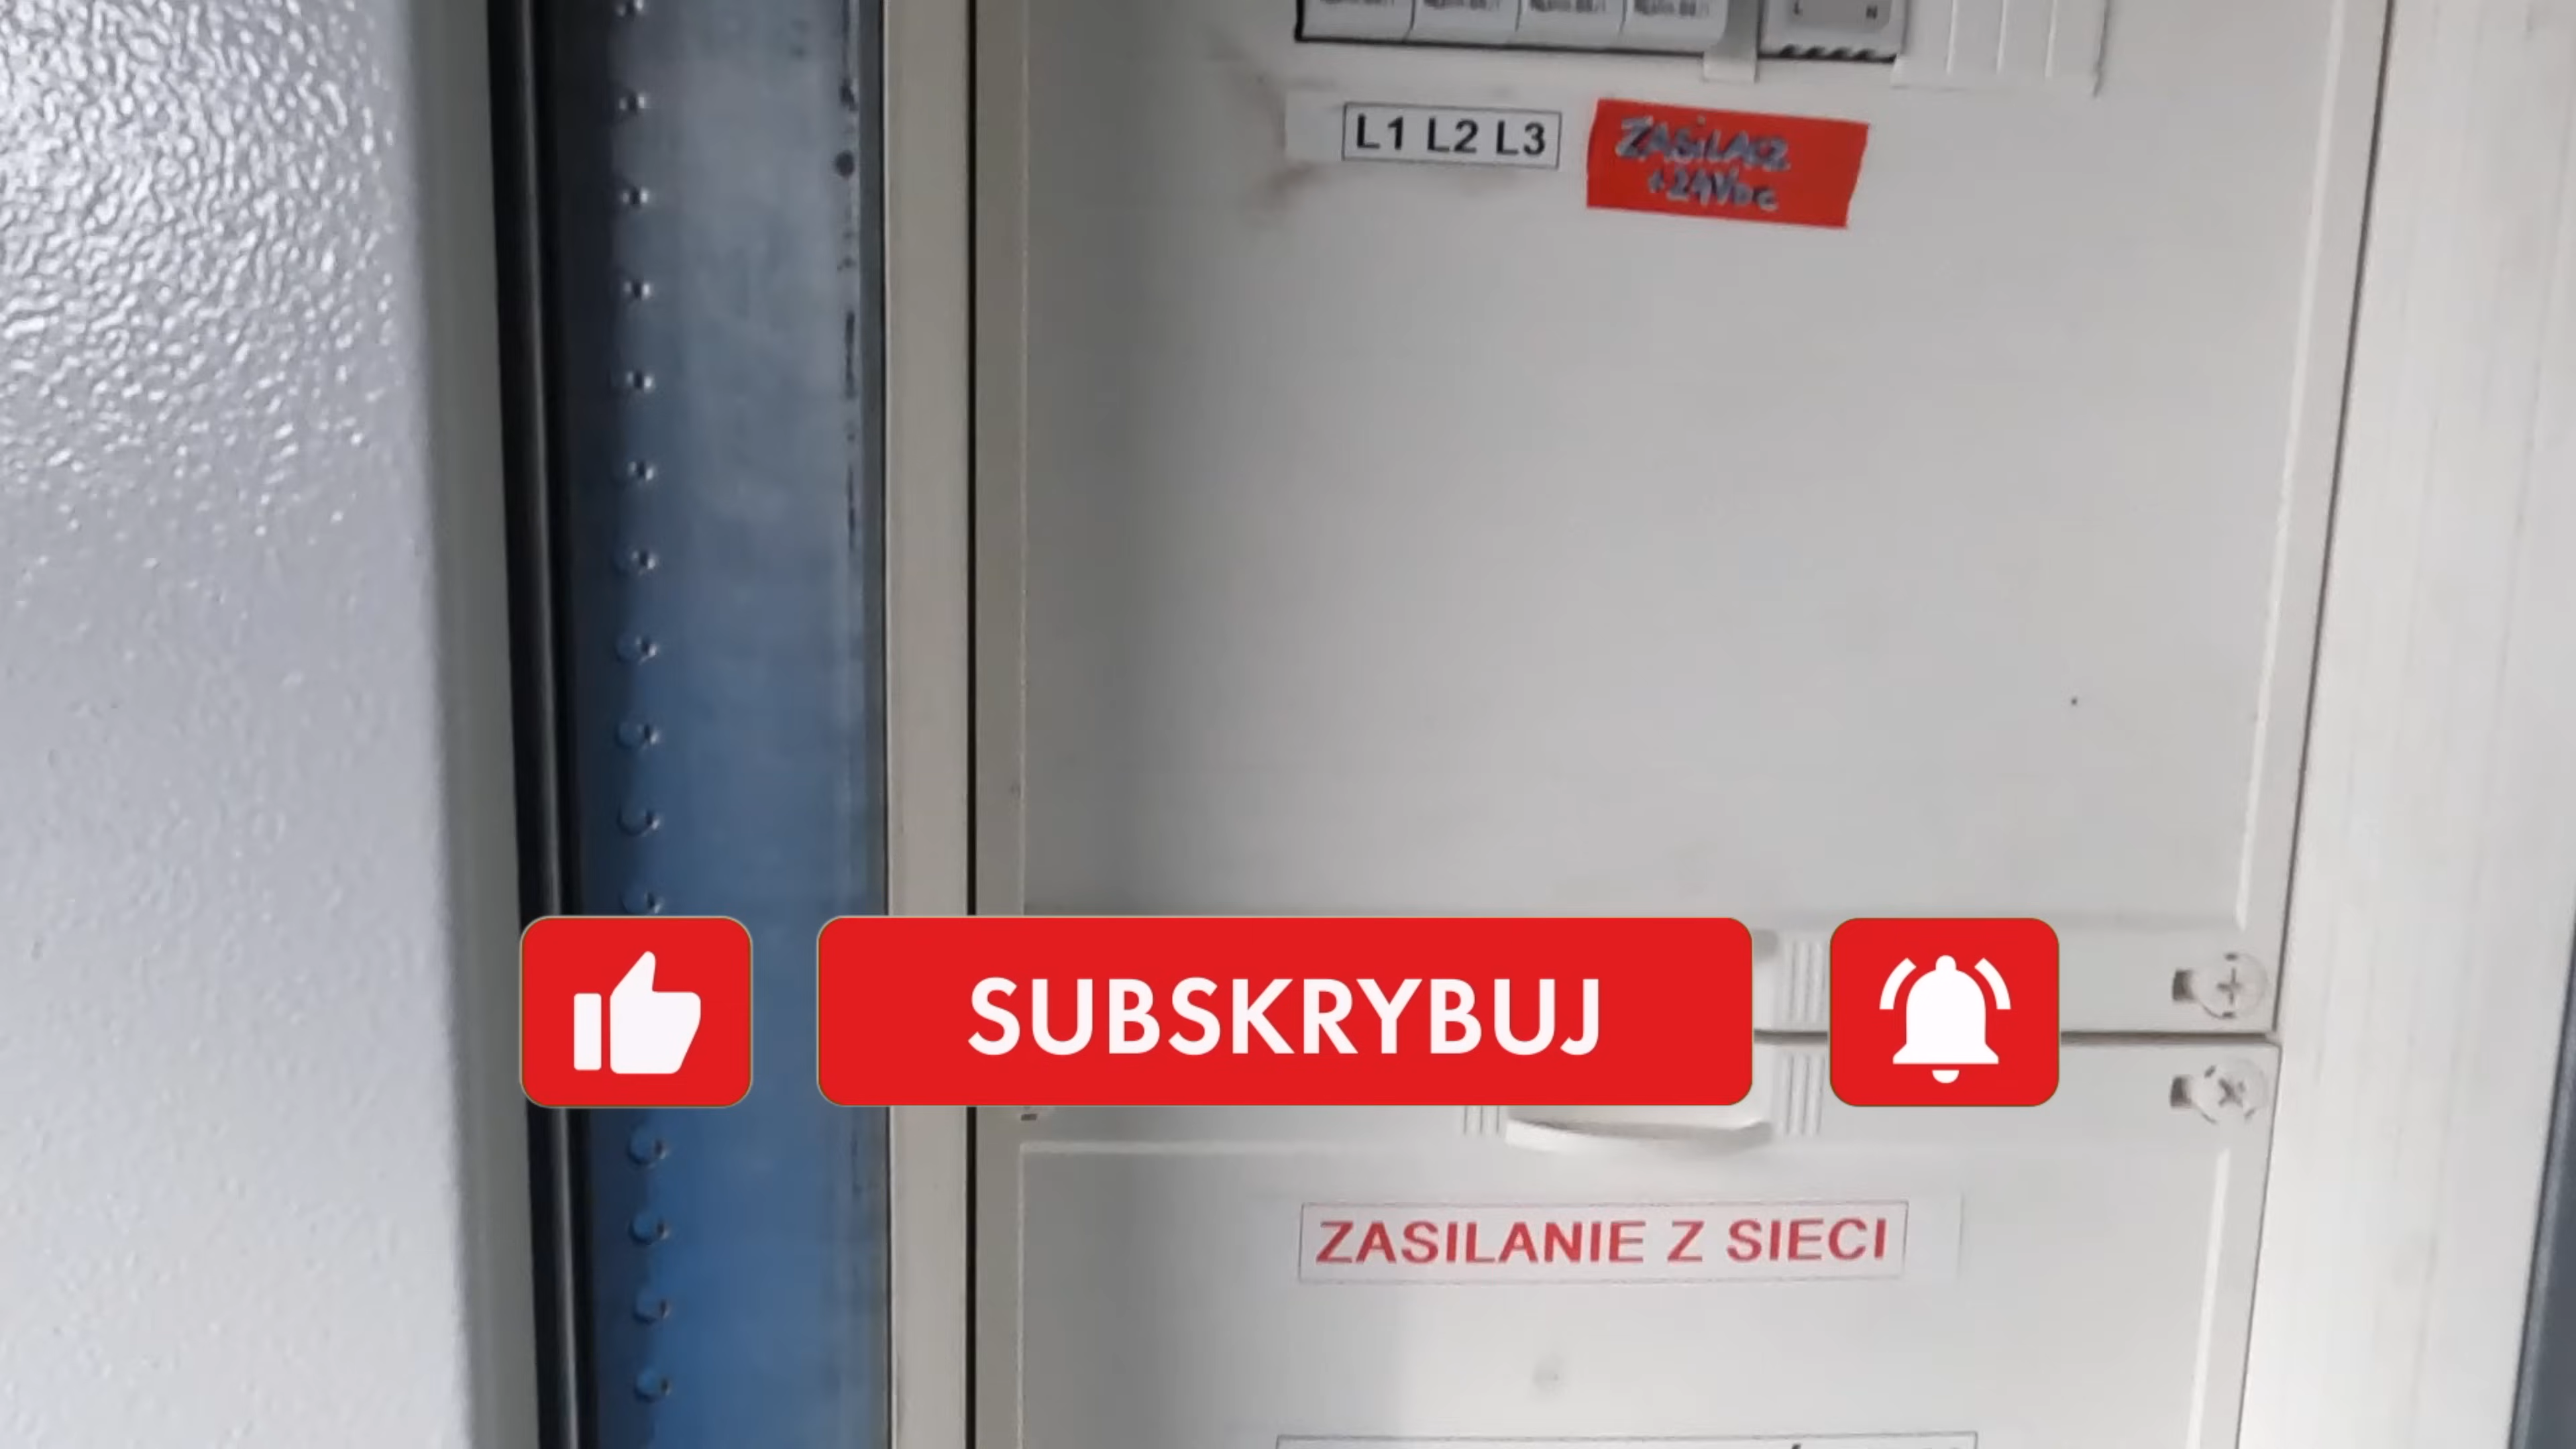 L N
L1 L2 L3
ZASiLACZ
+24VDC
SUBSKRYBUJ
ZASILANIE Z SIECI